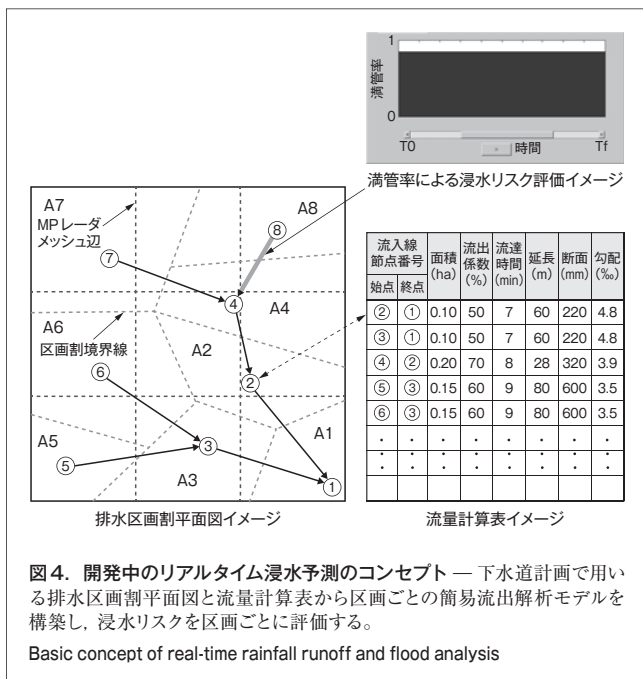 1
満管率
0
T0
時間
Tf
満管率による浸水リスク評価イメージ
A7
MPレーダ
メッシュ辺
A8
⑧
⑦
④
A4
A6
区画割境界線
A2
⑥
②
A1
A5
⑤
③
A3
①
排水区画割平面図イメージ
流入線節点番号 面積(ha) 流出係数(%) 流達時間(min) 延長(m) 断面(mm) 勾配(‰)
始点 終点
② ① 0.10 50 7 60 220 4.8
③ ① 0.10 50 7 60 220 4.8
④ ② 0.20 70 8 28 320 3.9
⑤ ③ 0.15 60 9 80 600 3.5
⑥ ③ 0.15 60 9 80 600 3.5
流量計算表イメージ
図4. 開発中のリアルタイム浸水予測のコンセプト — 下水道計画で用い
る排水区画割平面図と流量計算表から区画ごとの簡易流出解析モデルを
構築し,浸水リスクを区画ごとに評価する。
Basic concept of real-time rainfall runoff and flood analysis